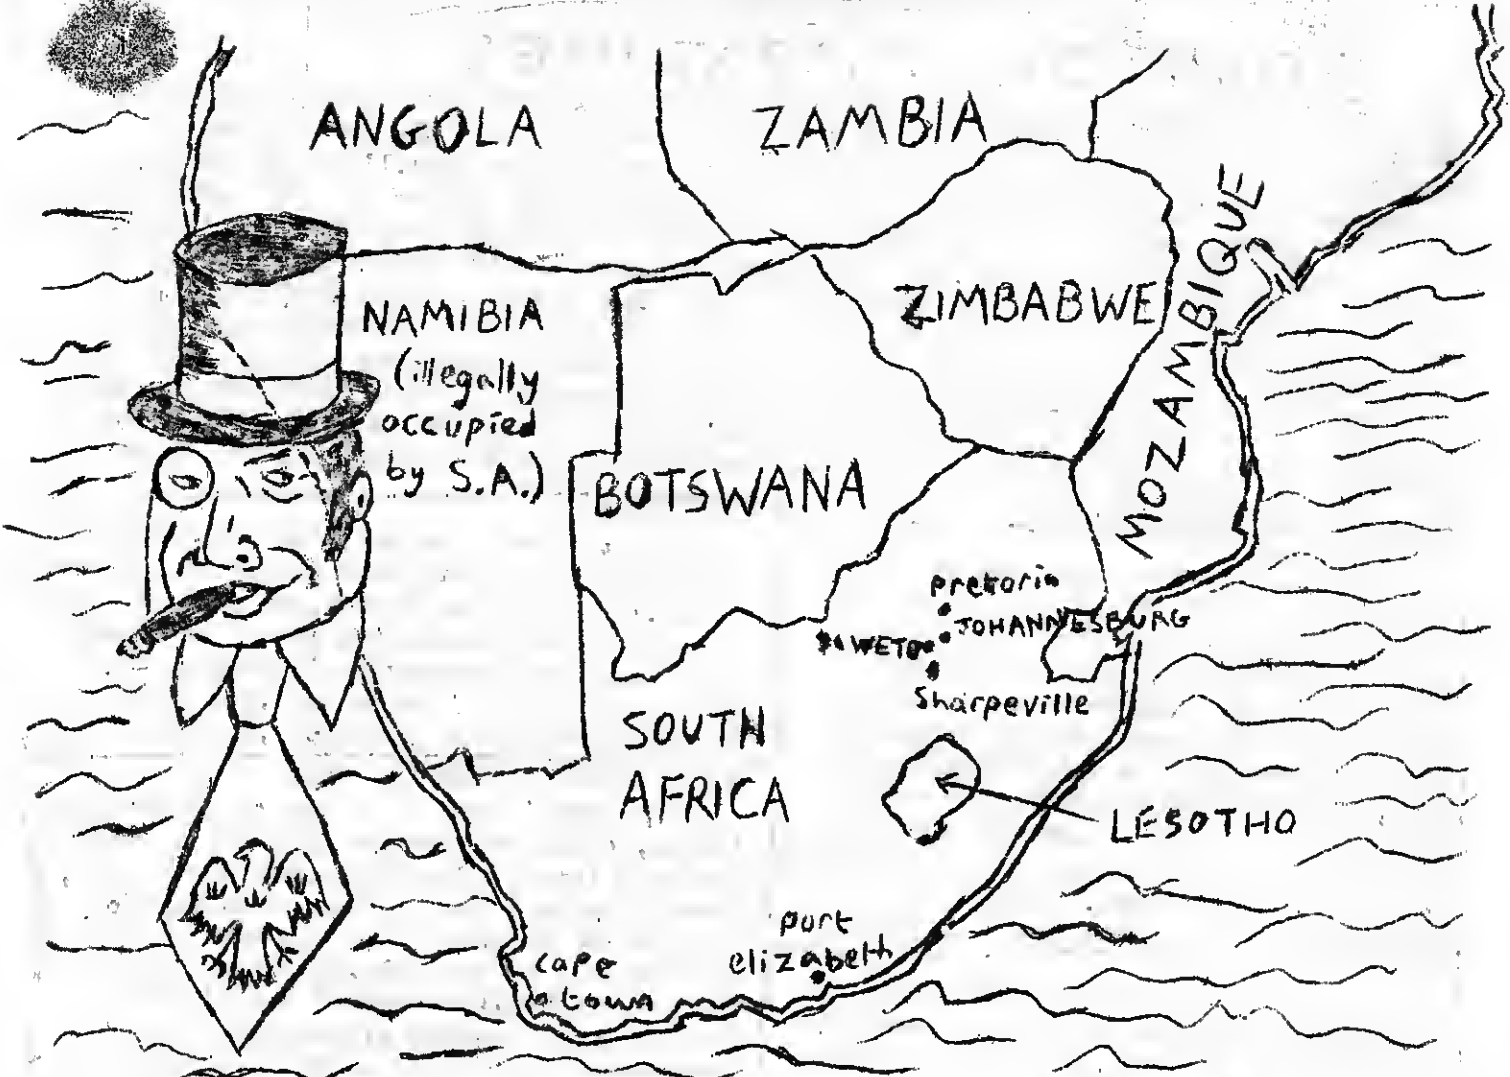 ANGOLA
ZAMBIA
ZIMBABWE
MOZAMBIQUE
NAMIBIA
(illegally
occupied
by S.A.)
BOTSWANA
pretoria
JOHANNESBURG
SOWETO
Sharpeville
SOUTH
AFRICA
LESOTHO
port
elizabeth
cape
town